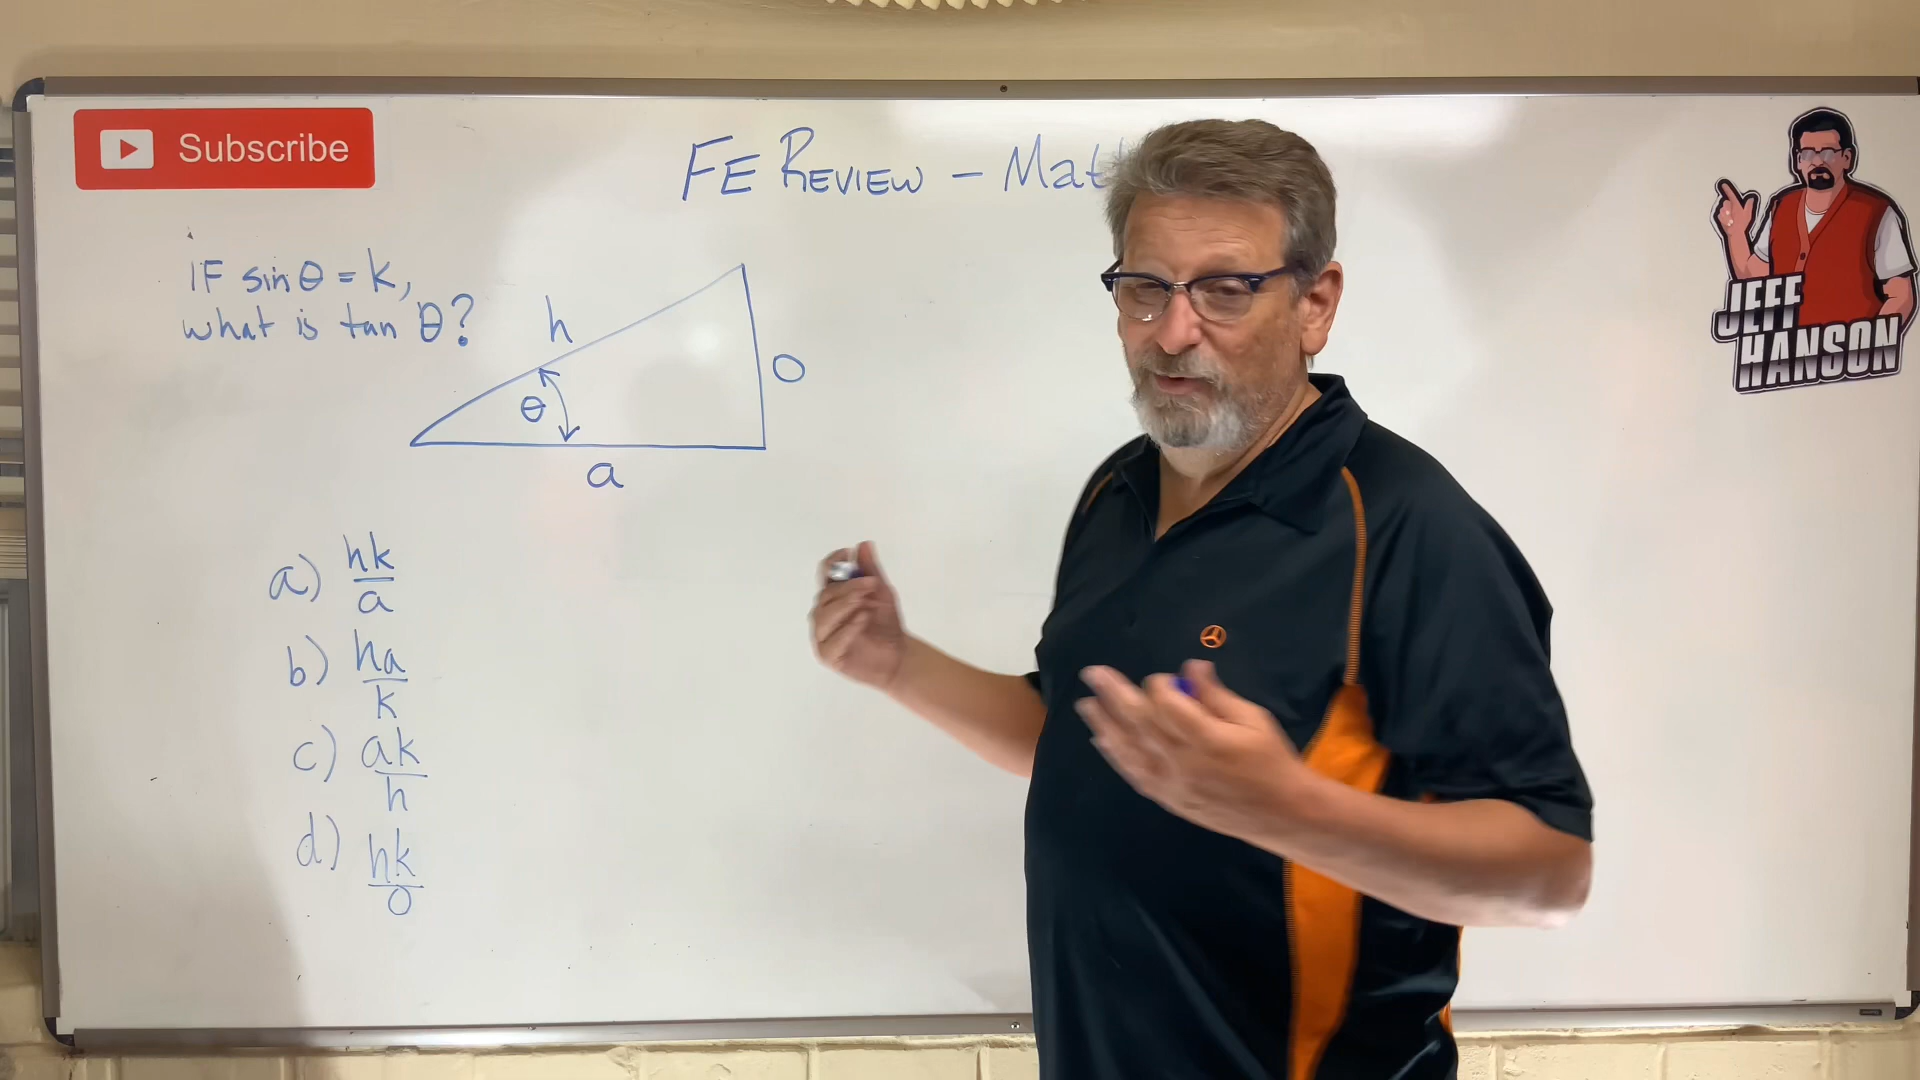 Subscribe
FE REVIEW - Mat
IF sin θ = k,
what is tan θ?
h
θ
o
a
a) hk/a
b) ha/k
c) ak/h
d) hk/o
JEFF
HANSON